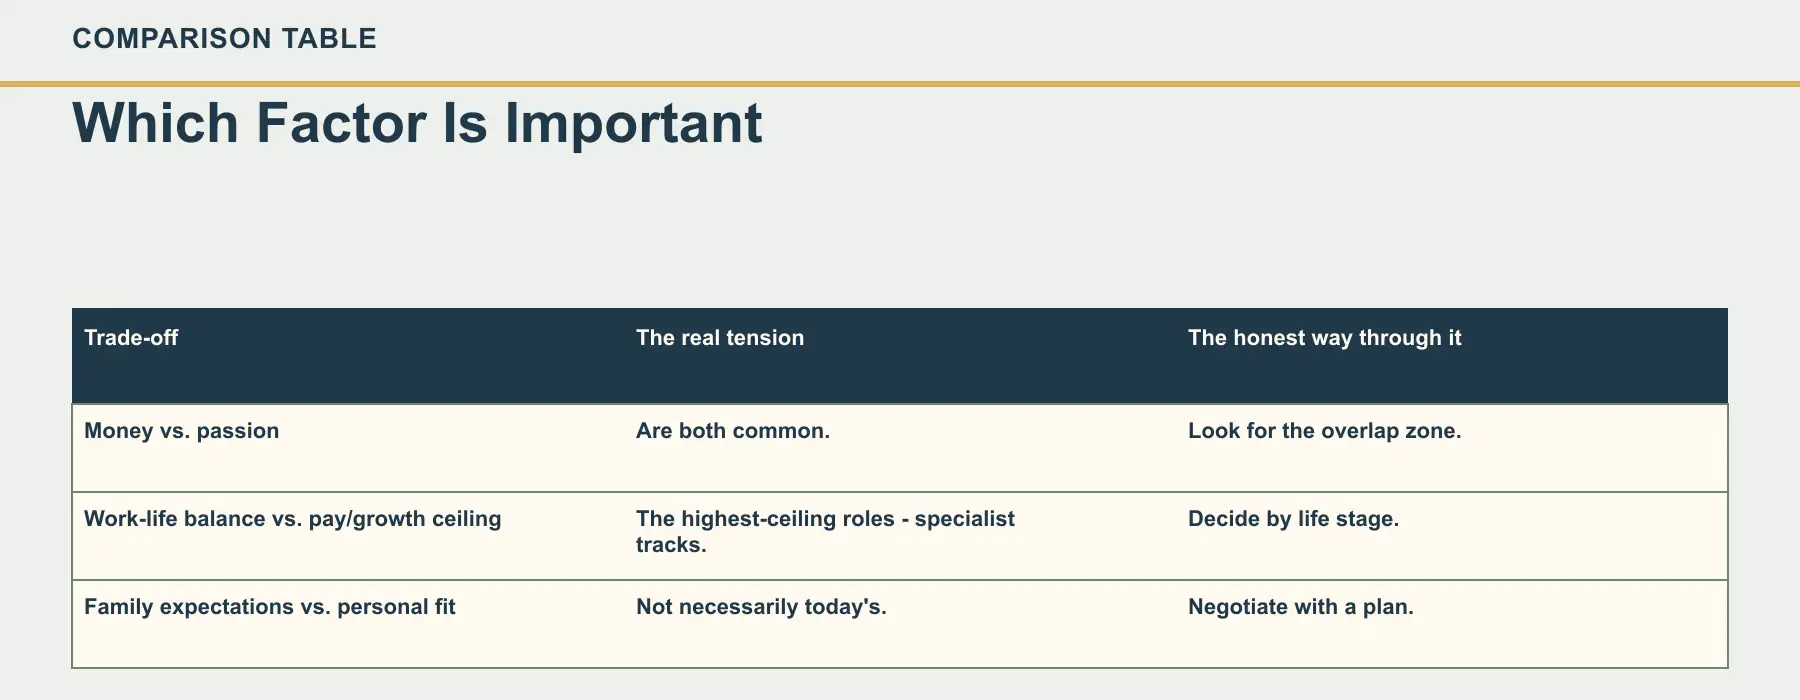 COMPARISON TABLE
Which Factor Is Important
Trade-off
The real tension
The honest way through it
Money vs. passion
Are both common.
Look for the overlap zone.
Work-life balance vs. pay/growth ceiling
The highest-ceiling roles - specialist
tracks.
Decide by life stage.
Family expectations vs. personal fit
Not necessarily today's.
Negotiate with a plan.